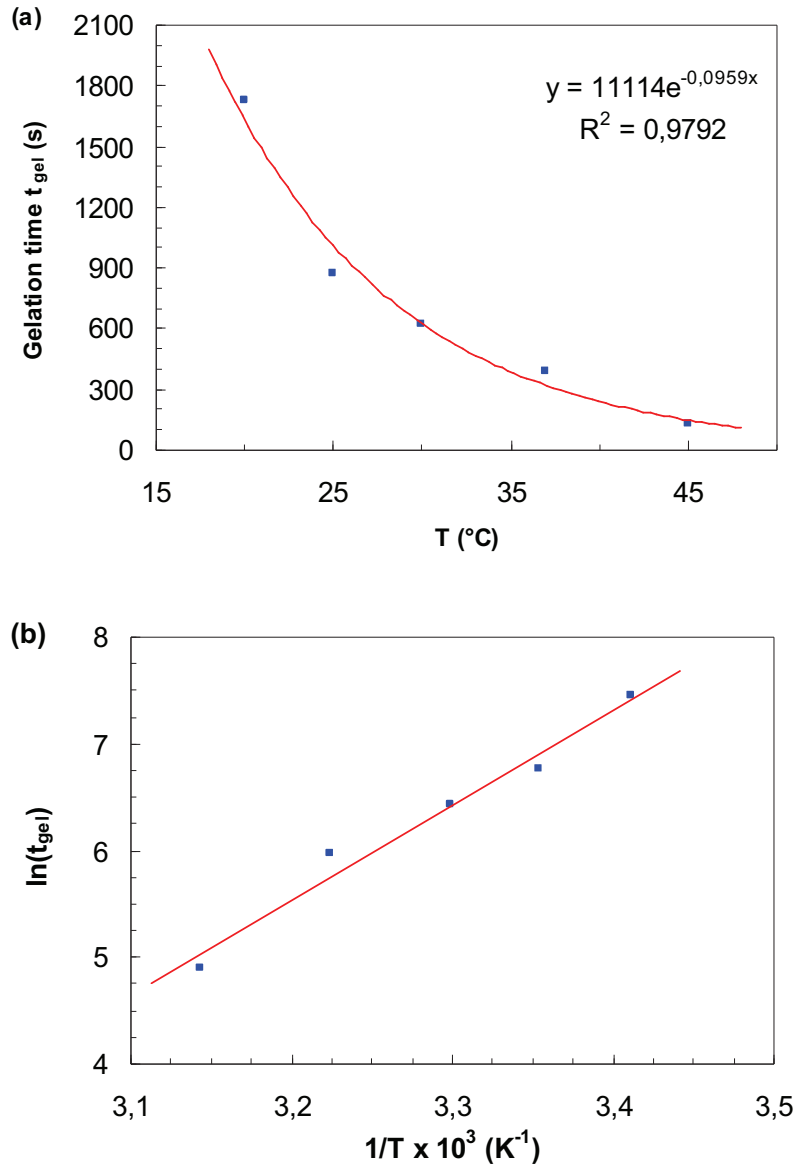 (a)
2100
1800
1500
1200
900
600
300
0
Gelation time t gel (s)
y = 11114e-0,0959x
R2 = 0,9792
15 25 35 45
T (°C)
(b)
8
7
6
5
4
ln(tgel)
3,1 3,2 3,3 3,4 3,5
1/T x 103 (K-1)